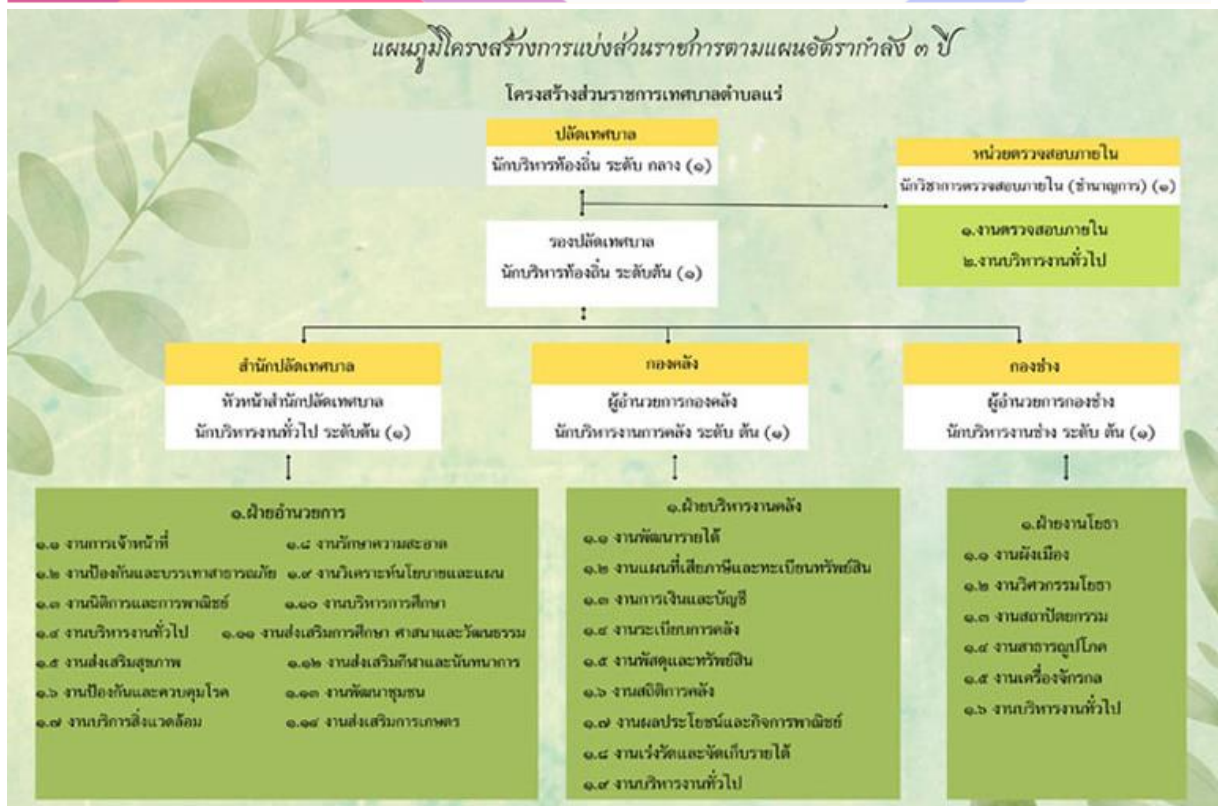 แผนภูมิโครงสร้างการแบ่งส่วนราชการตามแผนอัตรากำลัง ๓ ปี
โครงสร้างส่วนราชการเทศบาลตำบลแร่
ปลัดเทศบาล
นักบริหารท้องถิ่น ระดับ กลาง (๑)
หน่วยตรวจสอบภายใน
นักวิชาการตรวจสอบภายใน (ชำนาญการ) (๑)
๑.งานตรวจสอบภายใน
๒.งานบริหารงานทั่วไป
รองปลัดเทศบาล
นักบริหารท้องถิ่น ระดับต้น (๑)
สำนักปลัดเทศบาล
หัวหน้าสำนักปลัดเทศบาล
นักบริหารงานทั่วไป ระดับต้น (๑)
กองคลัง
ผู้อำนวยการกองคลัง
นักบริหารงานการคลัง ระดับ ต้น (๑)
กองช่าง
ผู้อำนวยการกองช่าง
นักบริหารงานช่าง ระดับ ต้น (๑)
๑.ฝ่ายอำนวยการ
๑.๑ งานการเจ้าหน้าที่
๑.๒ งานป้องกันและบรรเทาสาธารณภัย
๑.๓ งานนิติการและการพาณิชย์
๑.๔ งานบริหารงานทั่วไป
๑.๕ งานส่งเสริมสุขภาพ
๑.๖ งานป้องกันและควบคุมโรค
๑.๗ งานบริการสิ่งแวดล้อม
๑.๘ งานรักษาความสะอาด
๑.๙ งานวิเคราะห์นโยบายและแผน
๑.๑๐ งานบริหารการศึกษา
๑.๑๑ งานส่งเสริมการศึกษา ศาสนาและวัฒนธรรม
๑.๑๒ งานส่งเสริมกีฬาและนันทนาการ
๑.๑๓ งานพัฒนาชุมชน
๑.๑๔ งานส่งเสริมการเกษตร
๑.ฝ่ายบริหารงานคลัง
๑.๑ งานพัฒนารายได้
๑.๒ งานแผนที่เสียภาษีและทะเบียนทรัพย์สิน
๑.๓ งานการเงินและบัญชี
๑.๔ งานระเบียบการคลัง
๑.๕ งานพัสดุและทรัพย์สิน
๑.๖ งานสถิติการคลัง
๑.๗ งานผลประโยชน์และกิจการพาณิชย์
๑.๘ งานเร่งรัดและจัดเก็บรายได้
๑.๙ งานบริหารงานทั่วไป
๑.ฝ่ายงานโยธา
๑.๑ งานผังเมือง
๑.๒ งานวิศวกรรมโยธา
๑.๓ งานสถาปัตยกรรม
๑.๔ งานสาธารณูปโภค
๑.๕ งานเครื่องจักรกล
๑.๖ งานบริหารงานทั่วไป